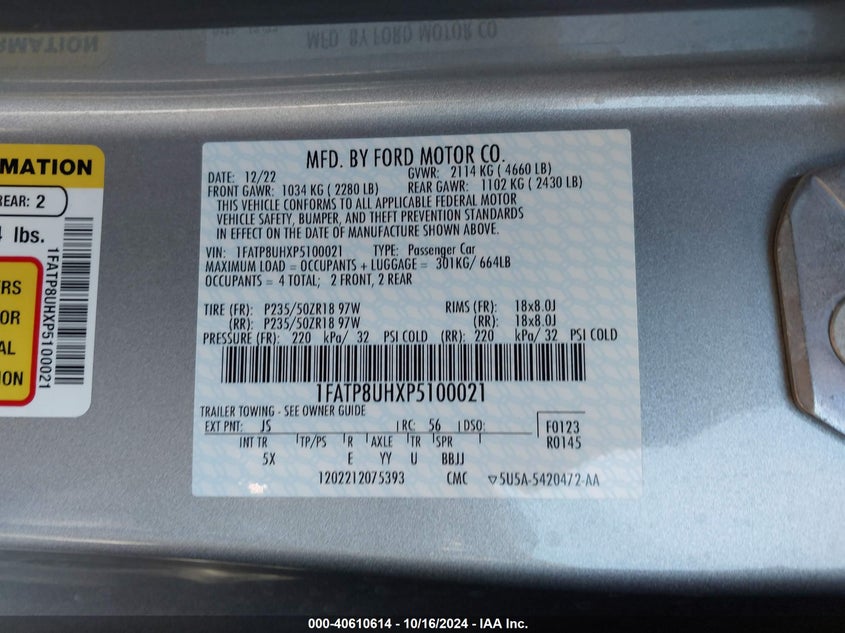 MFD. BY FORD MOTOR CO.
DATE: 12/22 GVWR: 2114 KG ( 4660 LB)
FRONT GAWR: 1034 KG ( 2280 LB) REAR GAWR: 1102 KG ( 2430 LB)
THIS VEHICLE CONFORMS TO ALL APPLICABLE FEDERAL MOTOR
VEHICLE SAFETY, BUMPER, AND THEFT PREVENTION STANDARDS
IN EFFECT ON THE DATE OF MANUFACTURE SHOWN ABOVE.
VIN: 1FATP8UHXP5100021 TYPE: Passenger Car
MAXIMUM LOAD = OCCUPANTS + LUGGAGE = 301KG/ 664LB
OCCUPANTS = 4 TOTAL; 2 FRONT, 2 REAR
TIRE (FR): P235/50ZR18 97W RIMS (FR): 18x8.0J
(RR): P235/50ZR18 97W (RR): 18x8.0J
PRESSURE (FR): 220 kPa/ 32 PSI COLD (RR): 220 kPa/ 32 PSI COLD
1FATP8UHXP5100021
TRAILER TOWING - SEE OWNER GUIDE
EXT PNT: JS RC: 56 DSO: F0123
INT TR TP/PS R AXLE TR SPR R0145
5X E YY U BBJJ
1202212075393 CMC ▽5U5A-5420472-AA
RMATION
REAR: 2
lbs.
1FATP8UHXP5100021
ERS
OR
AL
ION
MFD. BY FORD MOTOR CO.
RMATION
000-40610614 - 10/16/2024 - IAA Inc.